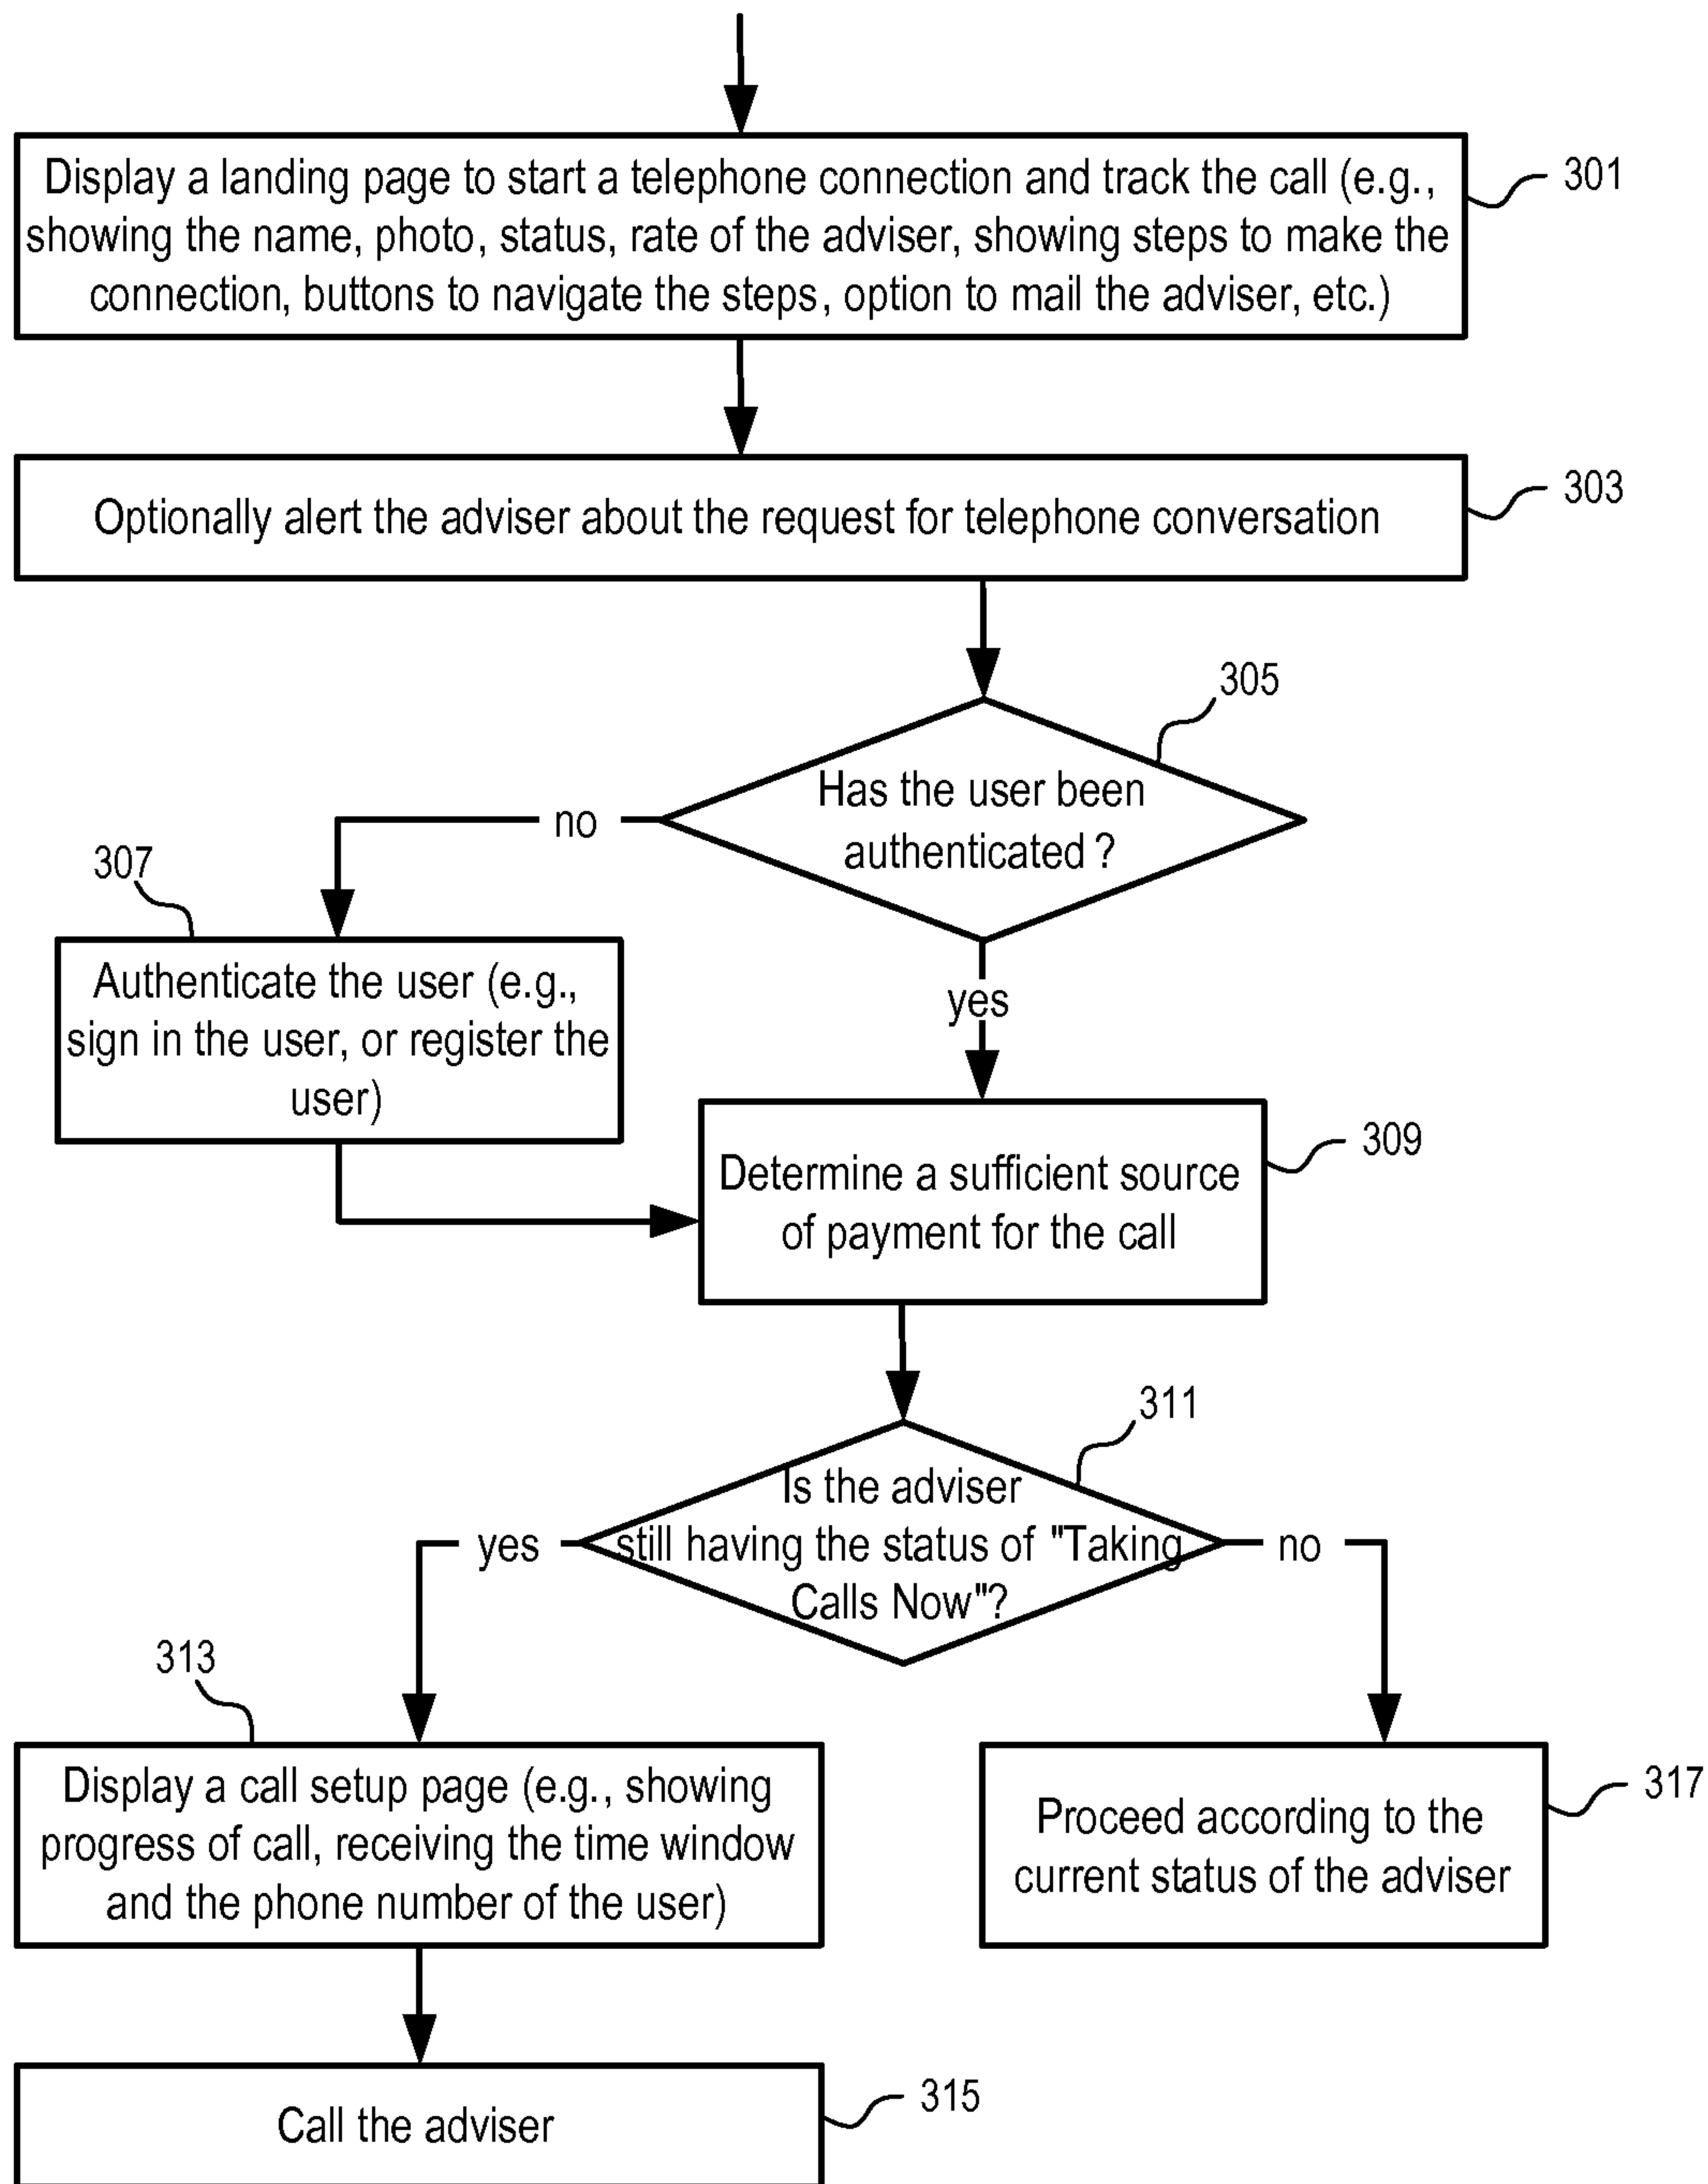 Display a landing page to start a telephone connection and track the call (e.g.,
showing the name, photo, status, rate of the adviser, showing steps to make the
connection, buttons to navigate the steps, option to mail the adviser, etc.)
301
Optionally alert the adviser about the request for telephone conversation
303
305
Has the user been
authenticated ?
no
yes
307
Authenticate the user (e.g.,
sign in the user, or register the
user)
309
Determine a sufficient source
of payment for the call
311
Is the adviser
still having the status of "Taking
Calls Now"?
yes
no
313
Display a call setup page (e.g., showing
progress of call, receiving the time window
and the phone number of the user)
317
Proceed according to the
current status of the adviser
315
Call the adviser